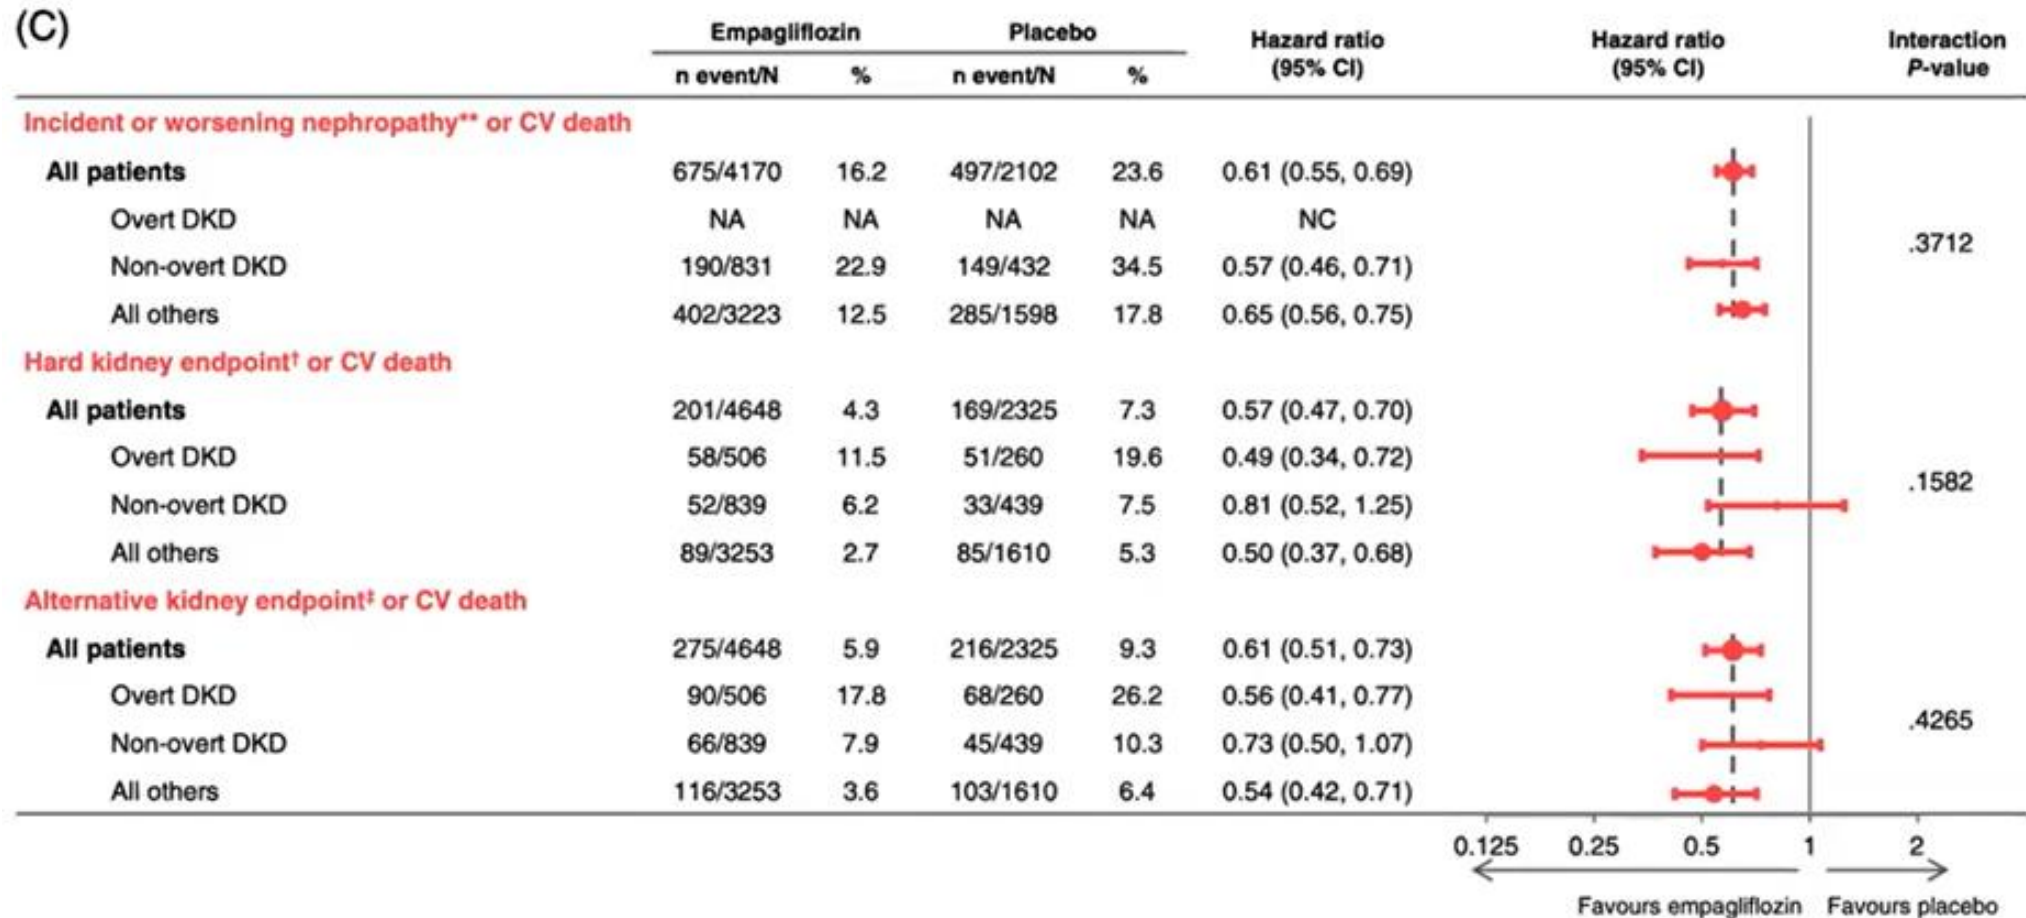 (C)
Empagliflozin Placebo Hazard ratio Hazard ratio Interaction
n event/N % n event/N % (95% CI) (95% CI) P-value
Incident or worsening nephropathy** or CV death
All patients 675/4170 16.2 497/2102 23.6 0.61 (0.55, 0.69)
Overt DKD NA NA NA NA NC
.3712
Non-overt DKD 190/831 22.9 149/432 34.5 0.57 (0.46, 0.71)
All others 402/3223 12.5 285/1598 17.8 0.65 (0.56, 0.75)
Hard kidney endpoint† or CV death
All patients 201/4648 4.3 169/2325 7.3 0.57 (0.47, 0.70)
Overt DKD 58/506 11.5 51/260 19.6 0.49 (0.34, 0.72)
.1582
Non-overt DKD 52/839 6.2 33/439 7.5 0.81 (0.52, 1.25)
All others 89/3253 2.7 85/1610 5.3 0.50 (0.37, 0.68)
Alternative kidney endpoint‡ or CV death
All patients 275/4648 5.9 216/2325 9.3 0.61 (0.51, 0.73)
Overt DKD 90/506 17.8 68/260 26.2 0.56 (0.41, 0.77)
.4265
Non-overt DKD 66/839 7.9 45/439 10.3 0.73 (0.50, 1.07)
All others 116/3253 3.6 103/1610 6.4 0.54 (0.42, 0.71)
0.125 0.25 0.5 1 2
Favours empagliflozin Favours placebo